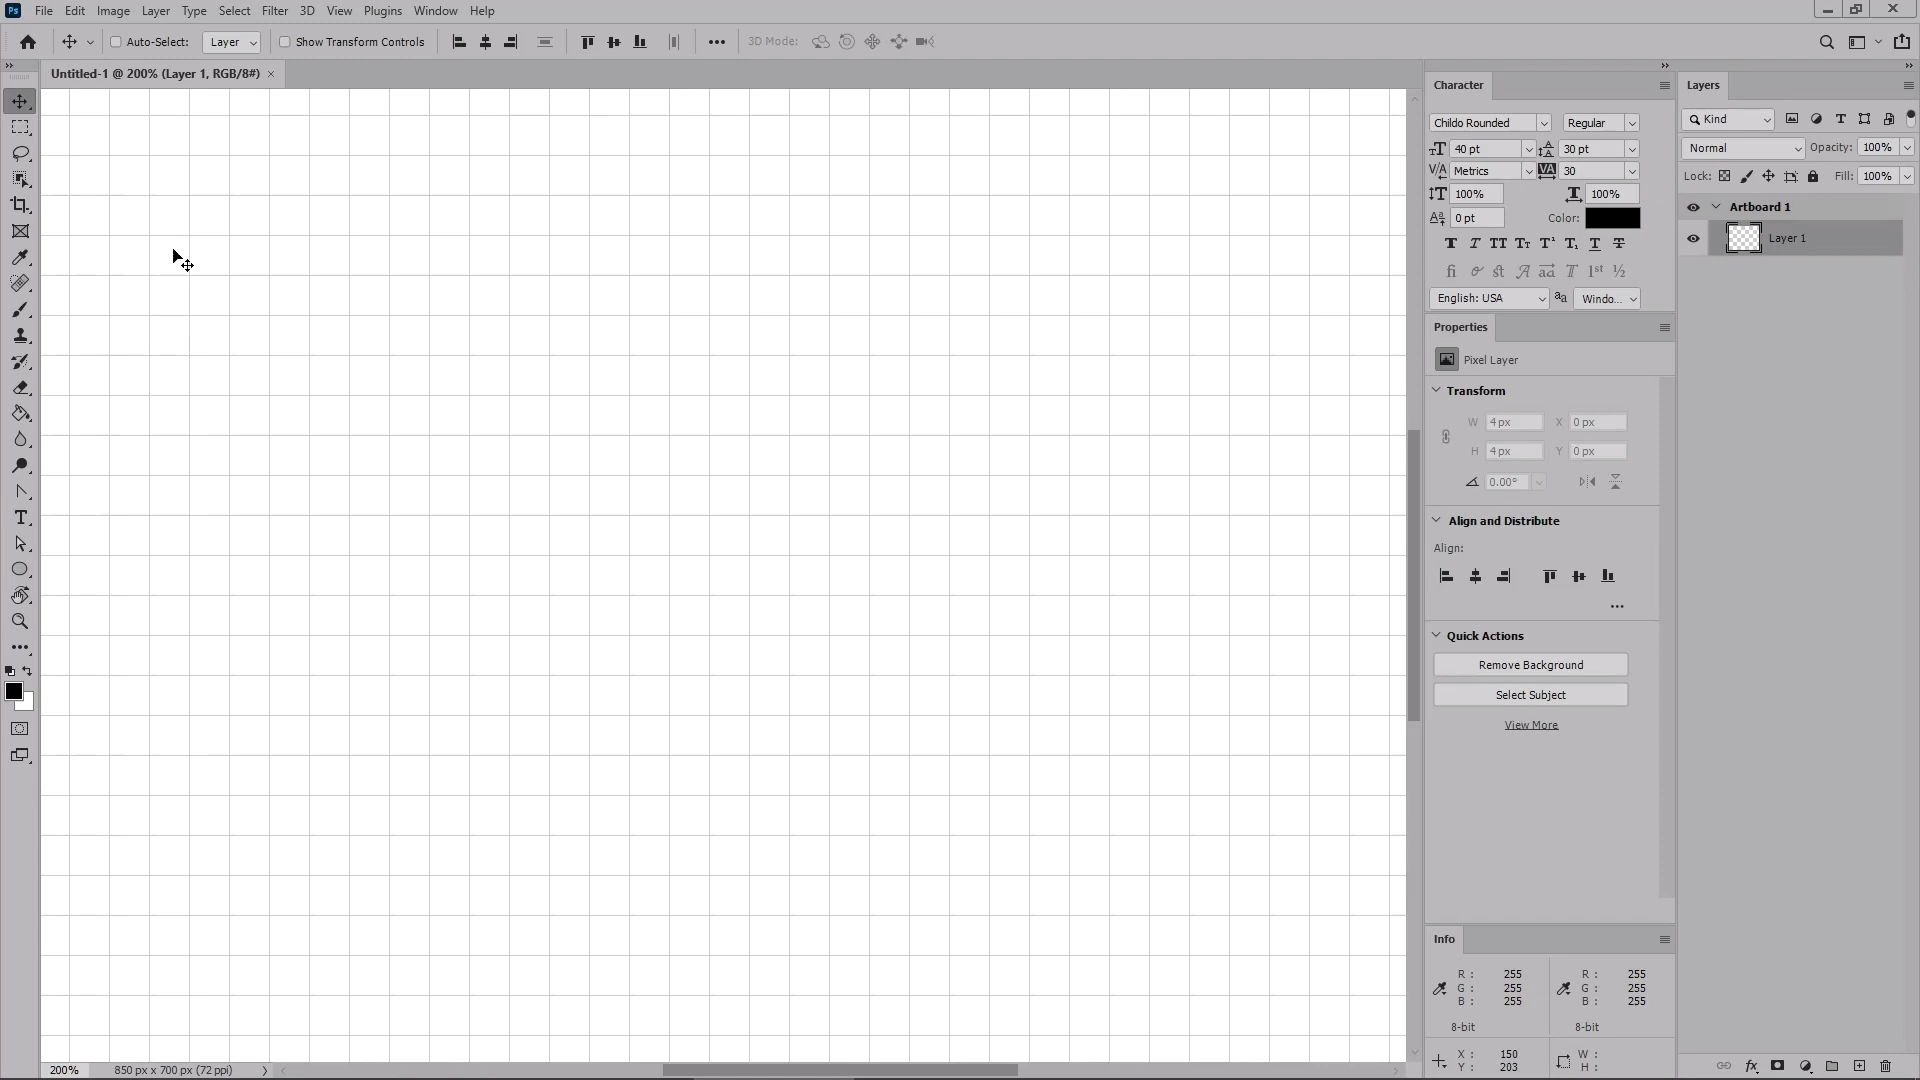 Ps File Edit Image Layer Type Select Filter 3D View Plugins Window Help
Auto-Select: Layer Show Transform Controls 3D Mode:
Untitled-1 @ 200% (Layer 1, RGB/8#) ×
Character
Childo Rounded Regular
40 pt 30 pt
Metrics 30
100% 100%
0 pt Color:
English: USA aa Windo...
Properties
Pixel Layer
Transform
W 4 px X 0 px
H 4 px Y 0 px
0.00°
Align and Distribute
Align:
Quick Actions
Remove Background
Select Subject
View More
Info
R : 255 R : 255
G : 255 G : 255
B : 255 B : 255
8-bit 8-bit
X : 150 W :
Y : 203 H :
Layers
Kind
Normal Opacity: 100%
Lock: Fill: 100%
Artboard 1
Layer 1
fx
200% 850 px x 700 px (72 ppi)